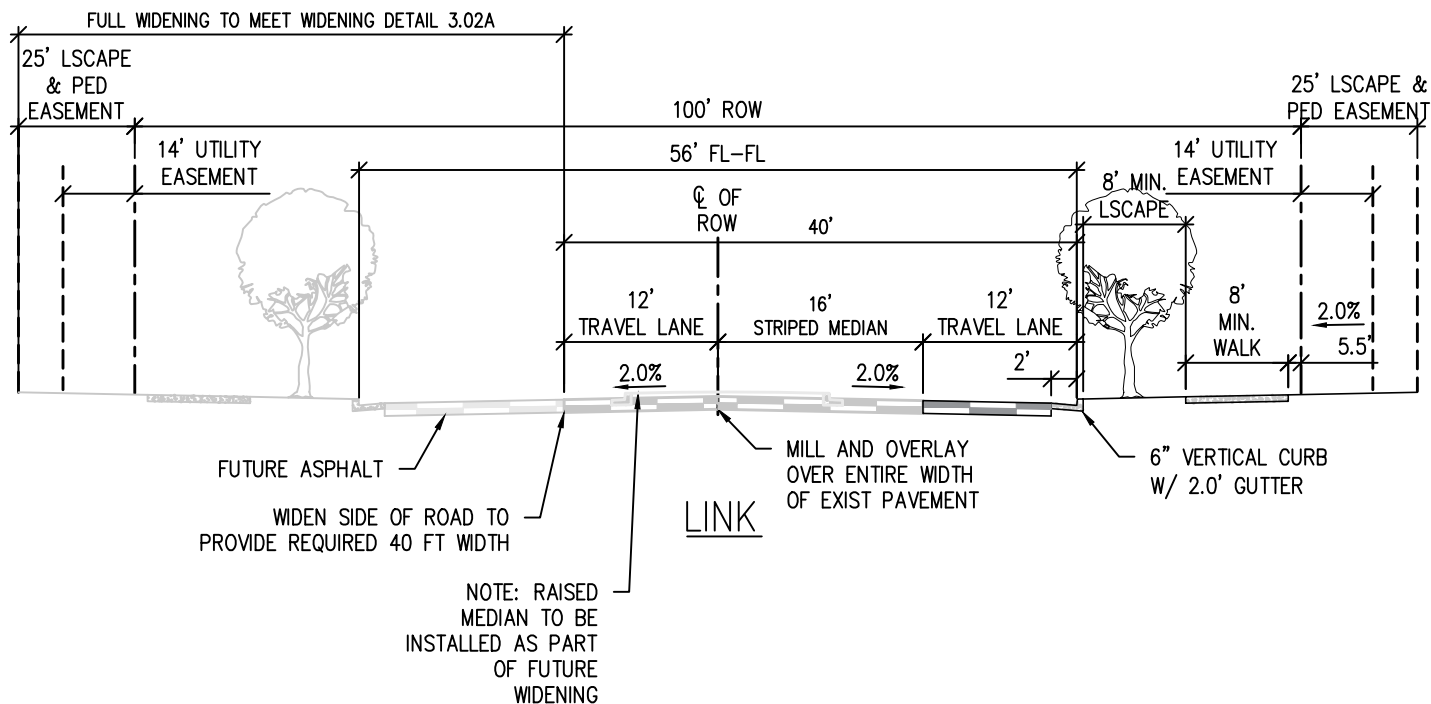 FULL WIDENING TO MEET WIDENING DETAIL 3.02A
25' LSCAPE
& PED
EASEMENT
100' ROW
25' LSCAPE &
PED EASEMENT
14' UTILITY
EASEMENT
56' FL-FL
14' UTILITY
EASEMENT
℄ OF
ROW
8' MIN.
LSCAPE
40'
12'
TRAVEL LANE
16'
STRIPED MEDIAN
12'
TRAVEL LANE
8'
MIN.
WALK
2.0%
5.5'
2'
2.0%
2.0%
FUTURE ASPHALT
MILL AND OVERLAY
OVER ENTIRE WIDTH
OF EXIST PAVEMENT
6" VERTICAL CURB
W/ 2.0' GUTTER
WIDEN SIDE OF ROAD TO
PROVIDE REQUIRED 40 FT WIDTH
LINK
NOTE: RAISED
MEDIAN TO BE
INSTALLED AS PART
OF FUTURE
WIDENING